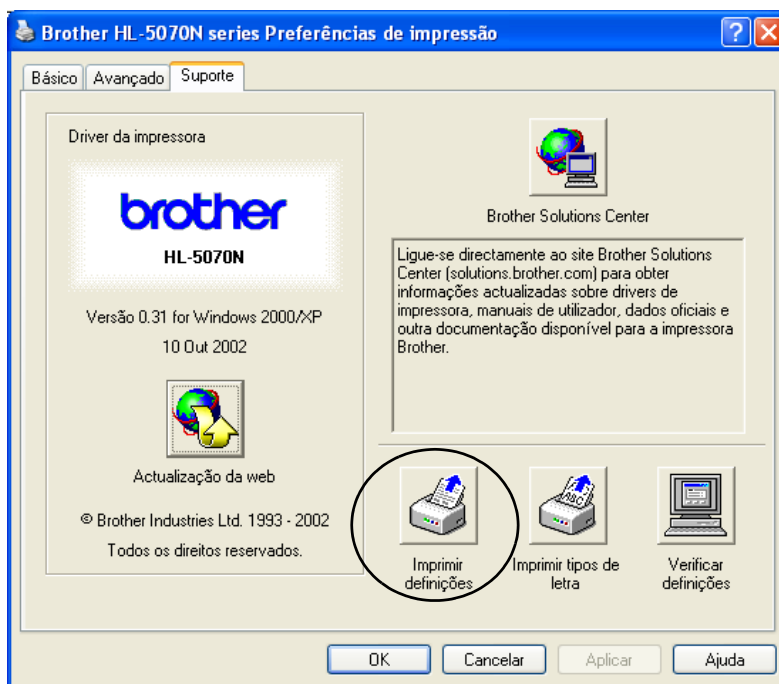 Brother HL-5070N series Preferências de impressão
Básico
Avançado
Suporte
Driver da impressora
brother
HL-5070N
Versão 0.31 for Windows 2000/XP
10 Out 2002
Actualização da web
© Brother Industries Ltd. 1993 - 2002
Todos os direitos reservados.
Brother Solutions Center
Ligue-se directamente ao site Brother Solutions
Center (solutions.brother.com) para obter
informações actualizadas sobre drivers de
impressora, manuais de utilizador, dados oficiais e
outra documentação disponível para a impressora
Brother.
ABC
Imprimir
definições
Imprimir tipos de
letra
Verificar
definições
OK
Cancelar
Aplicar
Ajuda